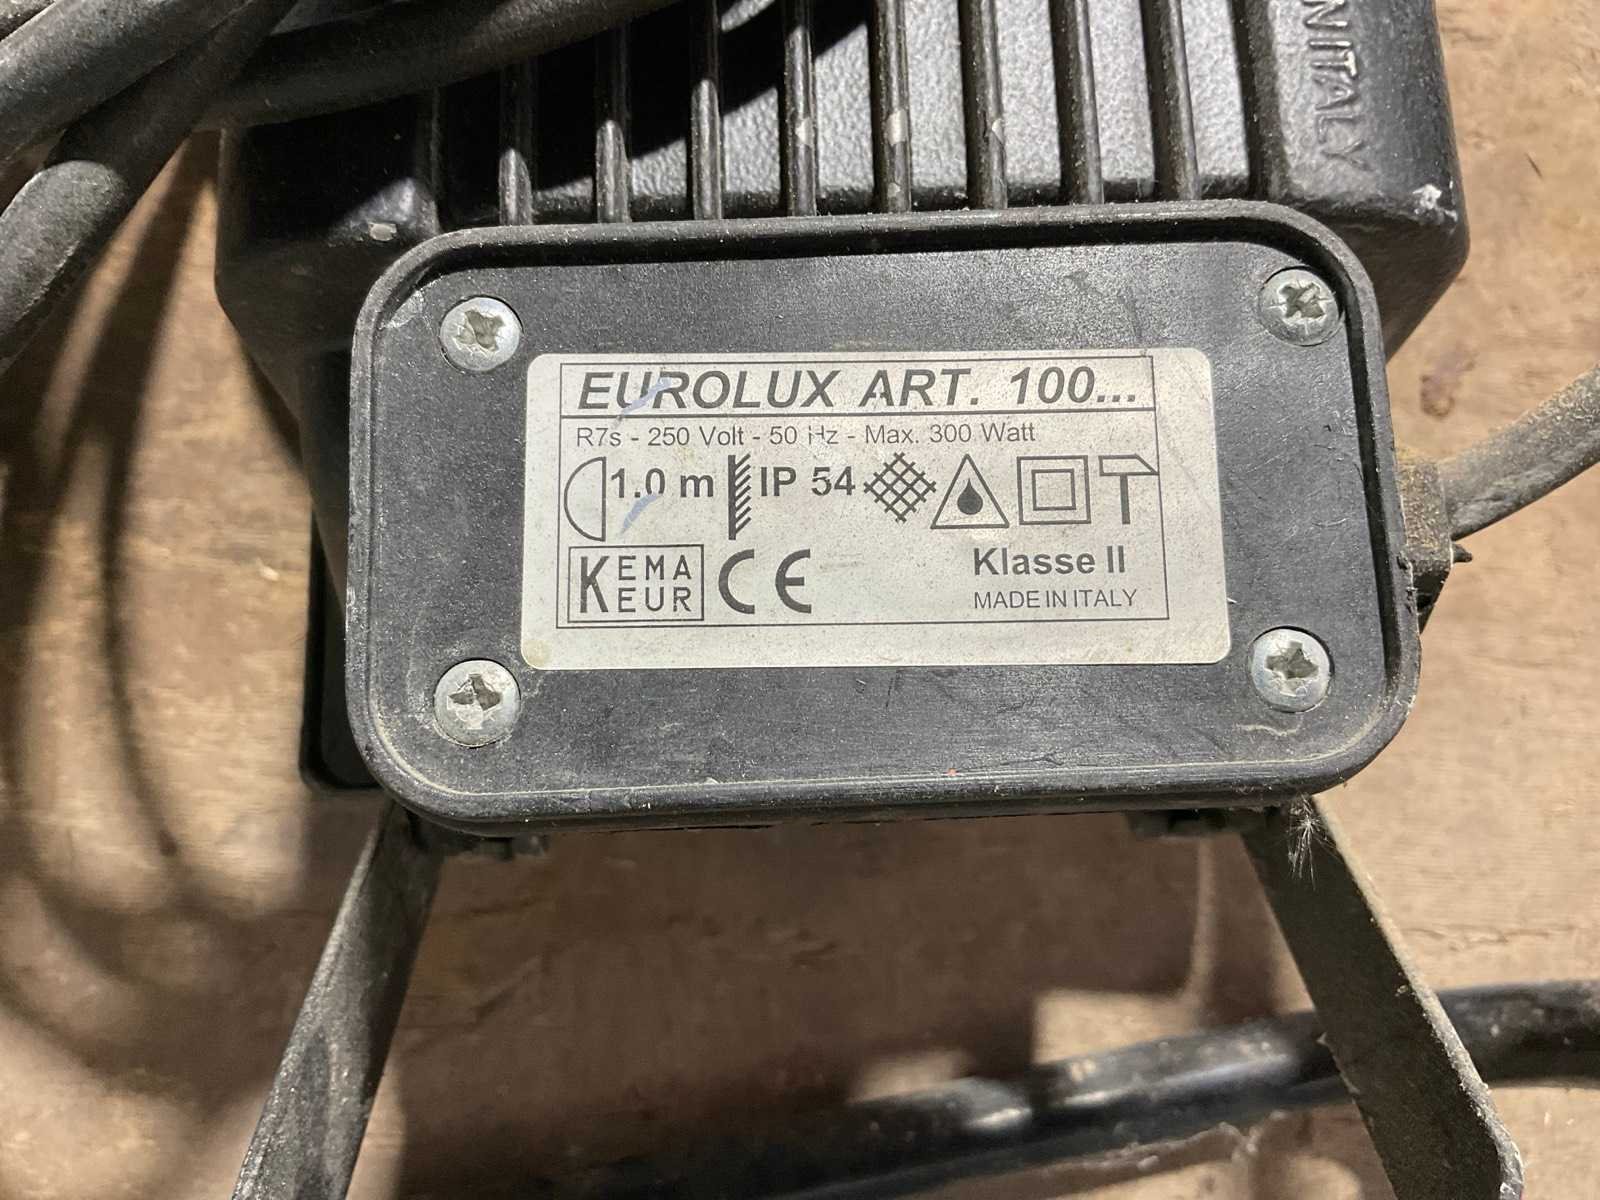 N ITALY
EUROLUX ART. 100...
R7s - 250 Volt - 50 Hz - Max. 300 Watt
1.0 m IP 54
KEMA
KEUR CE Klasse II
MADE IN ITALY